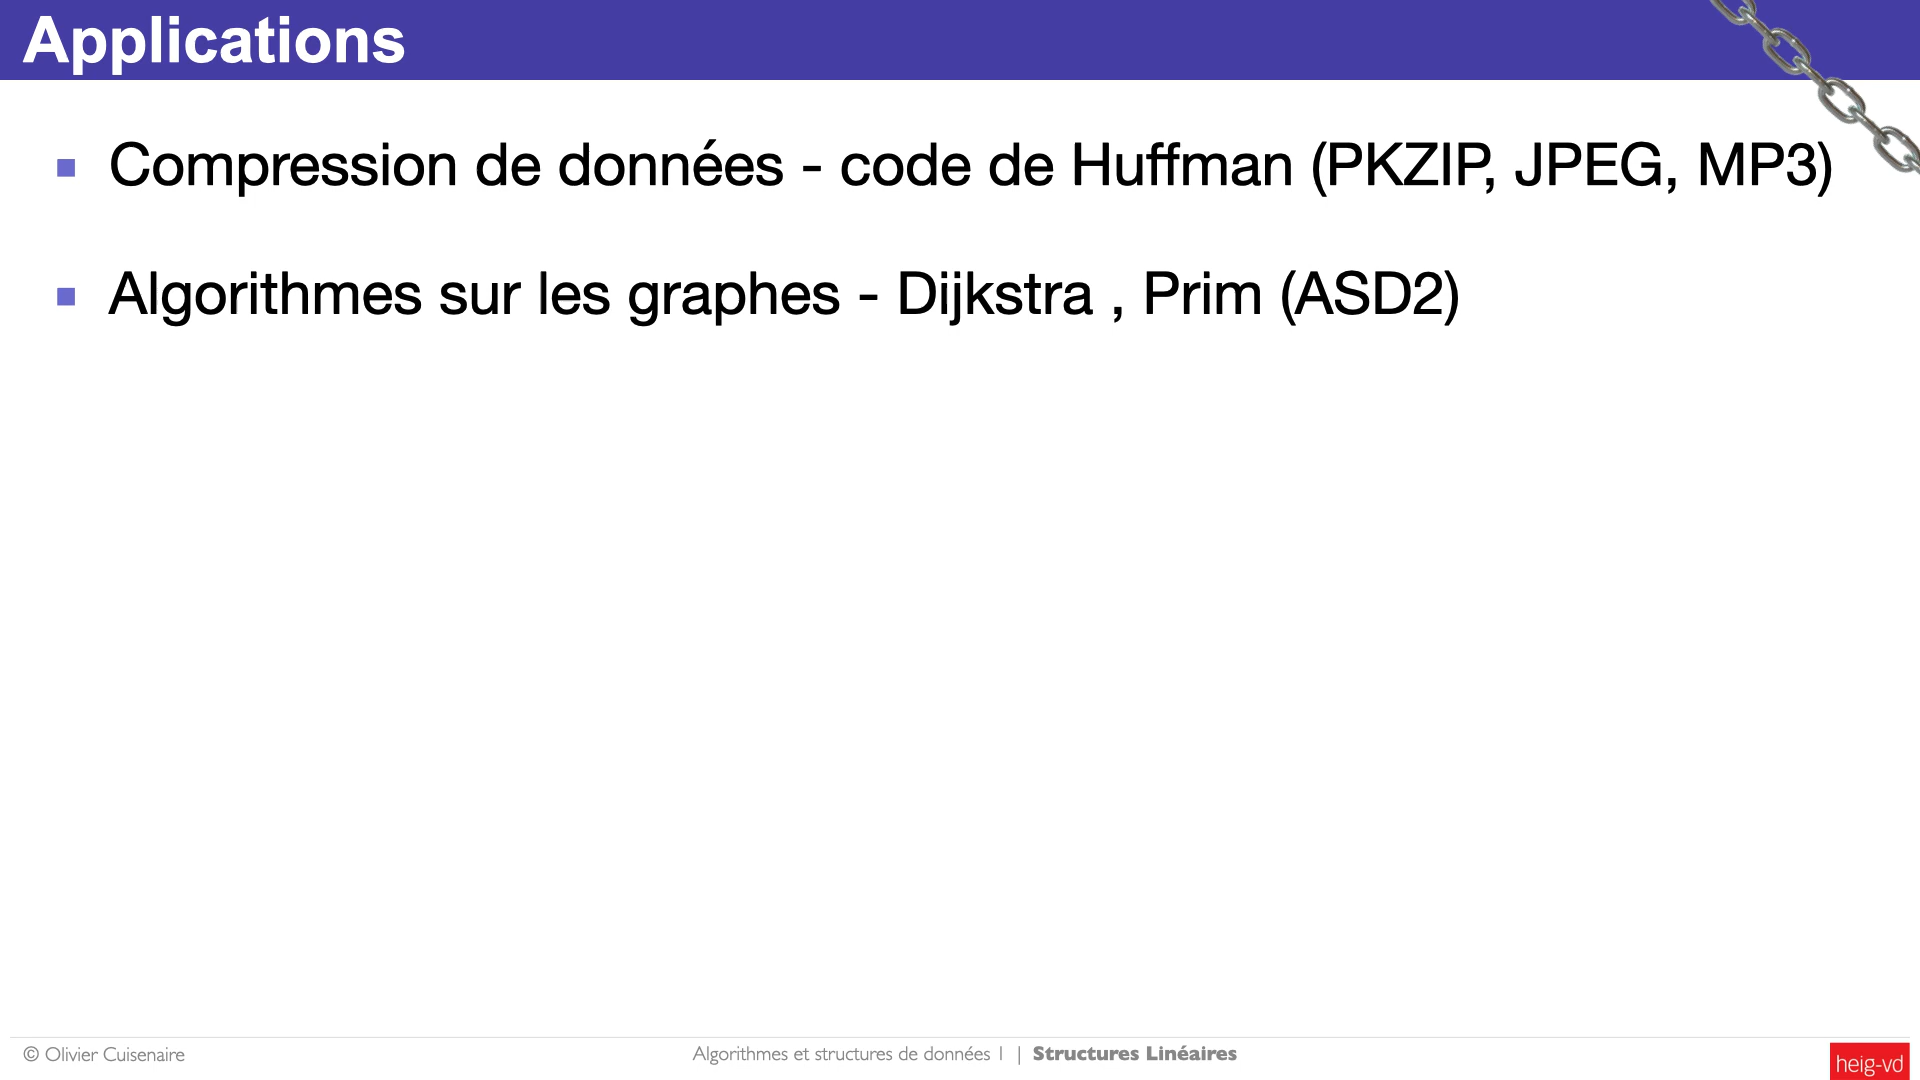 Applications
Compression de données - code de Huffman (PKZIP, JPEG, MP3)
Algorithmes sur les graphes - Dijkstra , Prim (ASD2)
© Olivier Cuisenaire
Algorithmes et structures de données 1 | Structures Linéaires
heig-vd